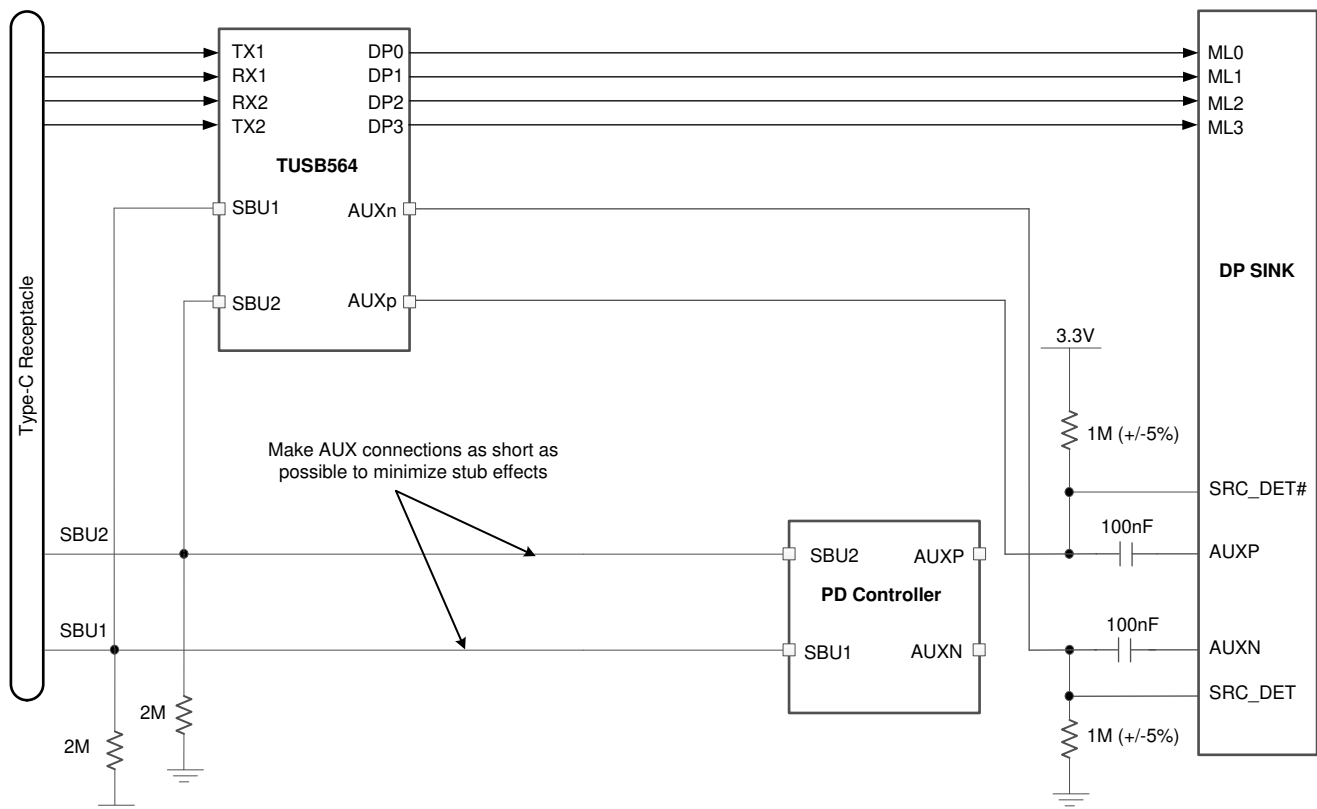 Type-C Receptacle
TX1
RX1
RX2
TX2
DP0
DP1
DP2
DP3
TUSB564
SBU1
AUXn
SBU2
AUXp
ML0
ML1
ML2
ML3
DP SINK
3.3V
1M (+/-5%)
SRC_DET#
100nF
AUXP
100nF
AUXN
SRC_DET
1M (+/-5%)
Make AUX connections as short as
possible to minimize stub effects
SBU2
SBU1
SBU2
AUXP
PD Controller
SBU1
AUXN
2M
2M